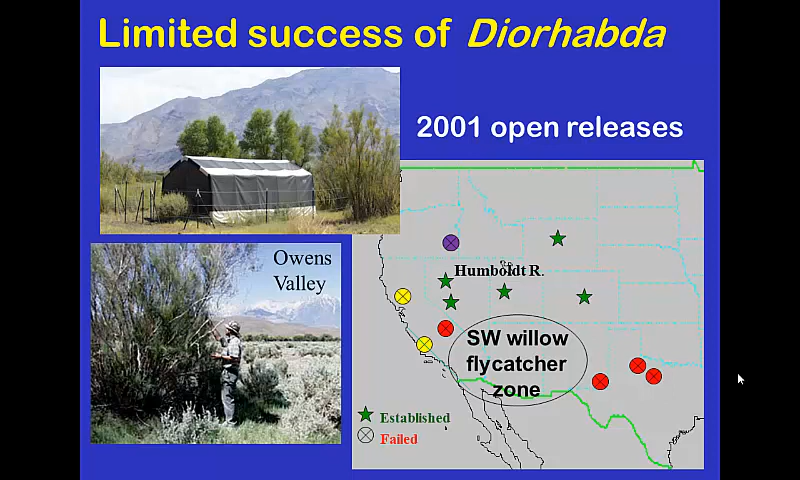 Limited success of Diorhabda
2001 open releases
Owens
Valley
Humboldt R.
SW willow
flycatcher
zone
Established
Failed